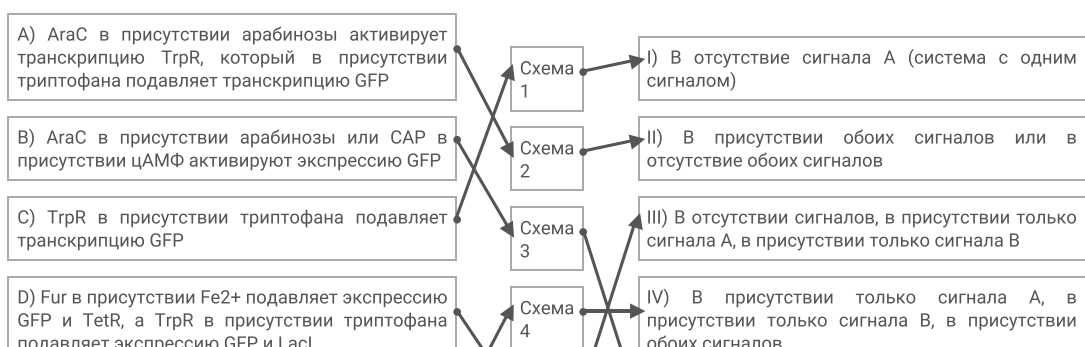 A) AraC в присутствии арабинозы активирует
транскрипцию TrpR, который в присутствии
триптофана подавляет транскрипцию GFP
B) AraC в присутствии арабинозы или CAP в
присутствии цАМФ активируют экспрессию GFP
C) TrpR в присутствии триптофана подавляет
транскрипцию GFP
D) Fur в присутствии Fe2+ подавляет экспрессию
GFP и TetR, а TrpR в присутствии триптофана
подавляет экспрессию GFP и LacI
Схема
1
Схема
2
Схема
3
Схема
4
I) В отсутствие сигнала А (система с одним
сигналом)
II) В присутствии обоих сигналов или в
отсутствие обоих сигналов
III) В отсутствии сигналов, в присутствии только
сигнала А, в присутствии только сигнала В
IV) В присутствии только сигнала А, в
присутствии только сигнала В, в присутствии
обоих сигналов